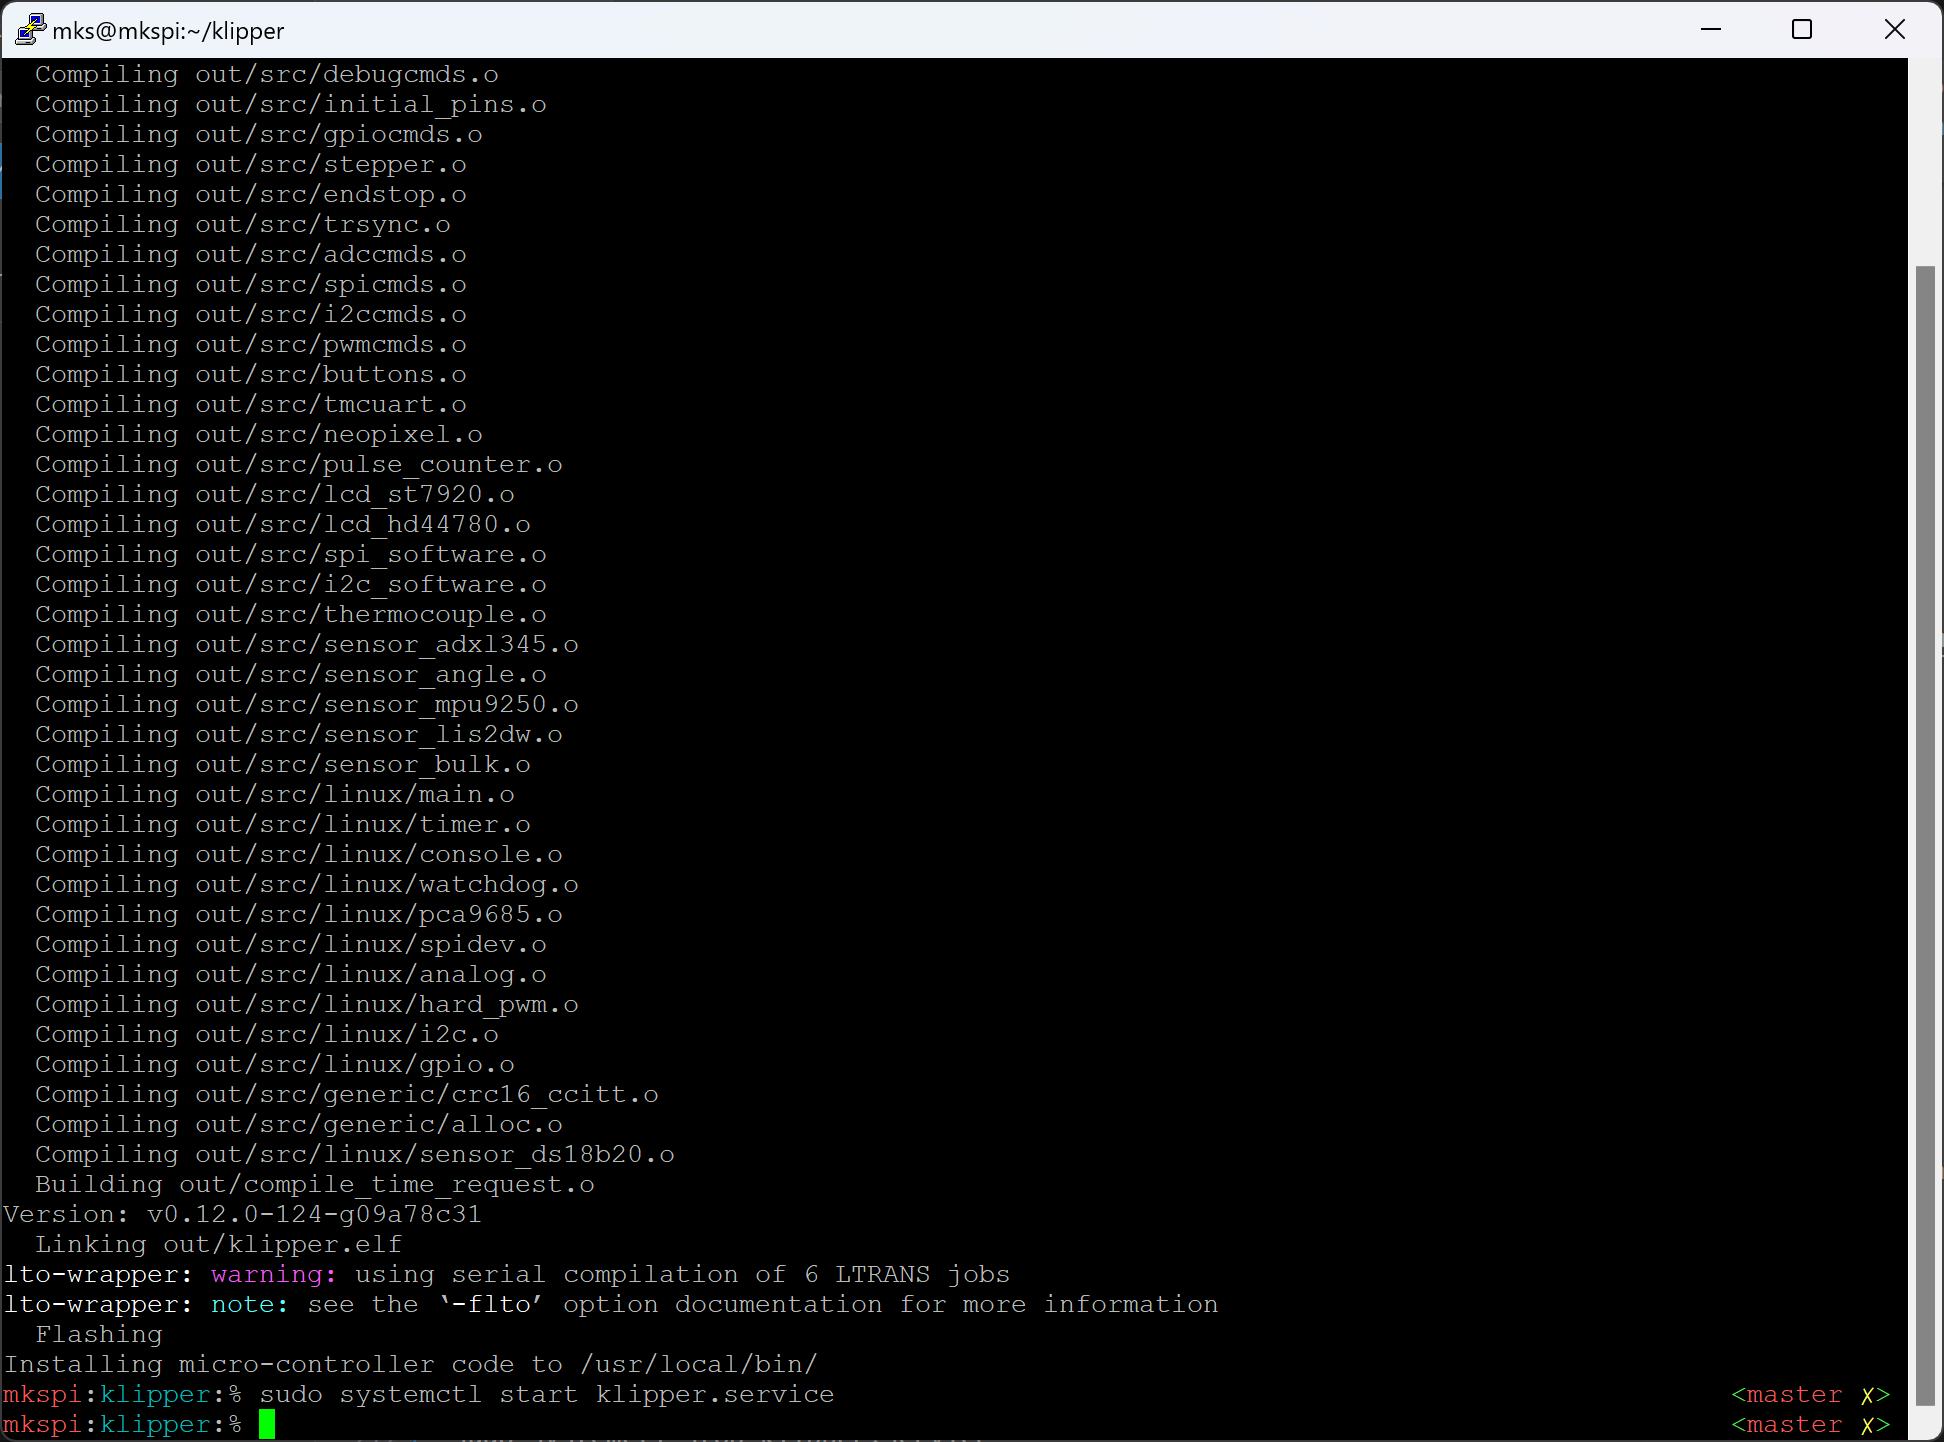 mks@mkspi:~/klipper
Compiling out/src/debugcmds.o
Compiling out/src/initial_pins.o
Compiling out/src/gpiocmds.o
Compiling out/src/stepper.o
Compiling out/src/endstop.o
Compiling out/src/trsync.o
Compiling out/src/adccmds.o
Compiling out/src/spicmds.o
Compiling out/src/i2ccmds.o
Compiling out/src/pwmcmds.o
Compiling out/src/buttons.o
Compiling out/src/tmcuart.o
Compiling out/src/neopixel.o
Compiling out/src/pulse_counter.o
Compiling out/src/lcd_st7920.o
Compiling out/src/lcd_hd44780.o
Compiling out/src/spi_software.o
Compiling out/src/i2c_software.o
Compiling out/src/thermocouple.o
Compiling out/src/sensor_adxl345.o
Compiling out/src/sensor_angle.o
Compiling out/src/sensor_mpu9250.o
Compiling out/src/sensor_lis2dw.o
Compiling out/src/sensor_bulk.o
Compiling out/src/linux/main.o
Compiling out/src/linux/timer.o
Compiling out/src/linux/console.o
Compiling out/src/linux/watchdog.o
Compiling out/src/linux/pca9685.o
Compiling out/src/linux/spidev.o
Compiling out/src/linux/analog.o
Compiling out/src/linux/hard_pwm.o
Compiling out/src/linux/i2c.o
Compiling out/src/linux/gpio.o
Compiling out/src/generic/crc16_ccitt.o
Compiling out/src/generic/alloc.o
Compiling out/src/linux/sensor_ds18b20.o
Building out/compile_time_request.o
Version: v0.12.0-124-g09a78c31
Linking out/klipper.elf
lto-wrapper: warning: using serial compilation of 6 LTRANS jobs
lto-wrapper: note: see the ‘-flto’ option documentation for more information
Flashing
Installing micro-controller code to /usr/local/bin/
mkspi:klipper:% sudo systemctl start klipper.service <master ✗>
mkspi:klipper:% <master ✗>